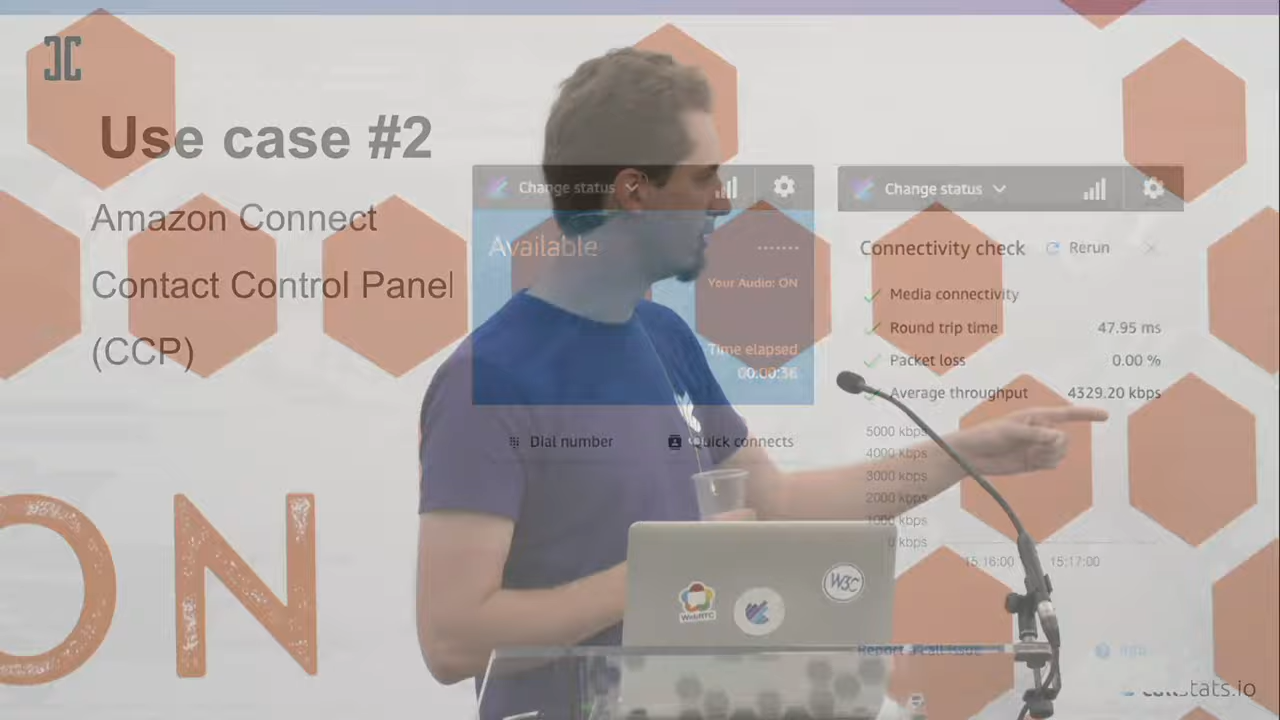 Use case #2
Amazon Connect
Contact Control Panel
(CCP)
Change status
Available
Your Audio: ON
Time elapsed
00:00:36
Dial number
Quick connects
Change status
Connectivity check
Rerun
Media connectivity
Round trip time 47.95 ms
Packet loss 0.00 %
Average throughput 4329.20 kbps
5000 kbps
4000 kbps
3000 kbps
2000 kbps
1000 kbps
0 kbps
15:16:00 15:17:00
Report a call issue
callstats.io
ON
WebRTC
W3C